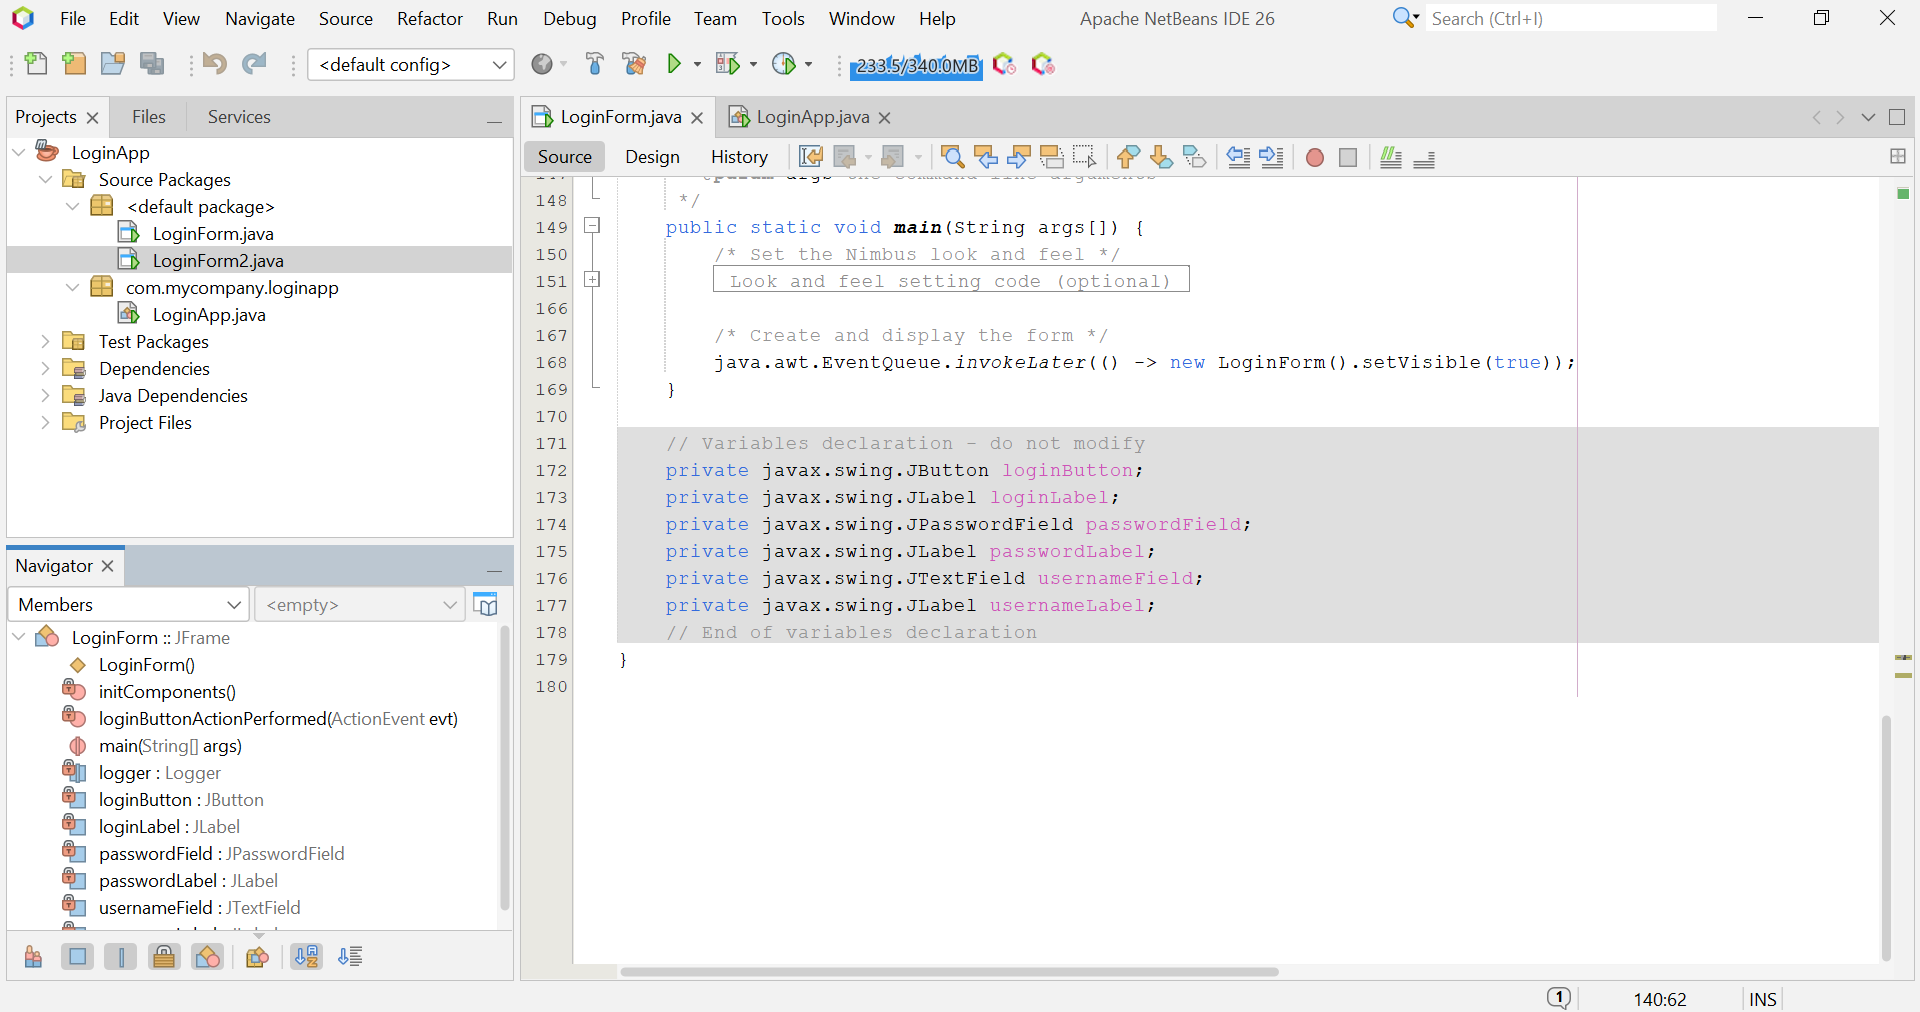 File Edit View Navigate Source Refactor Run Debug Profile Team Tools Window Help Apache NetBeans IDE 26 Search (Ctrl+I)
<default config> 233.5/340.0MB
Projects Files Services
LoginApp
Source Packages
<default package>
LoginForm.java
LoginForm2.java
com.mycompany.loginapp
LoginApp.java
Test Packages
Dependencies
Java Dependencies
Project Files
Navigator
Members <empty>
LoginForm :: JFrame
LoginForm()
initComponents()
loginButtonActionPerformed(ActionEvent evt)
main(String[] args)
logger : Logger
loginButton : JButton
loginLabel : JLabel
passwordField : JPasswordField
passwordLabel : JLabel
usernameField : JTextField
LoginForm.java LoginApp.java
Source Design History
148 */
149 public static void main(String args[]) {
150 /* Set the Nimbus look and feel */
151 Look and feel setting code (optional)
166
167 /* Create and display the form */
168 java.awt.EventQueue.invokeLater(() -> new LoginForm().setVisible(true));
169 }
170
171 // Variables declaration - do not modify
172 private javax.swing.JButton loginButton;
173 private javax.swing.JLabel loginLabel;
174 private javax.swing.JPasswordField passwordField;
175 private javax.swing.JLabel passwordLabel;
176 private javax.swing.JTextField usernameField;
177 private javax.swing.JLabel usernameLabel;
178 // End of variables declaration
179 }
180
1 140:62 INS